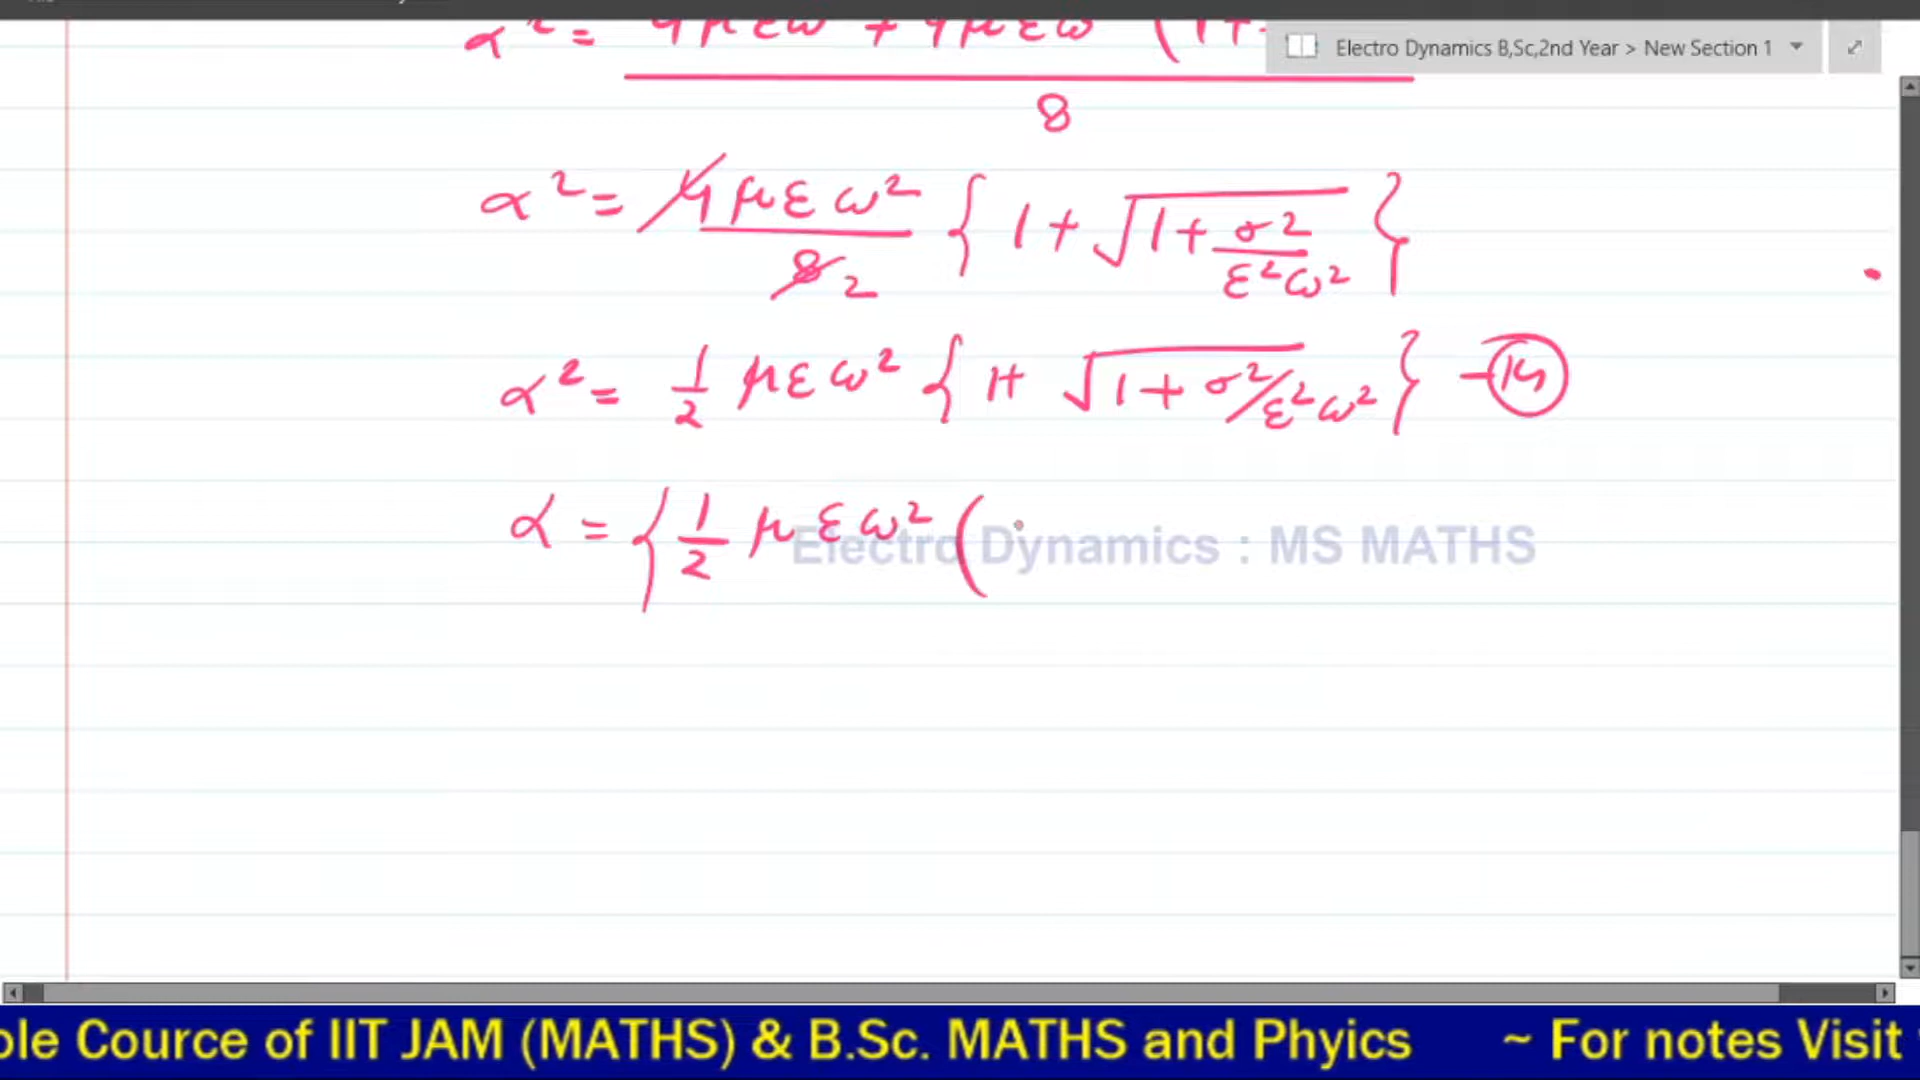 Electro Dynamics B,Sc,2nd Year > New Section 1
8
α² = 4µεω² / 8 2 { 1 + √(1 + σ²/ε²ω²) }
α² = 1/2 µεω² { 1+ √(1 + σ²/ε²ω²) } - 14
α = { 1/2 µεω² (
Electro Dynamics : MS MATHS
ole Cource of IIT JAM (MATHS) & B.Sc. MATHS and Phyics ~ For notes Visit